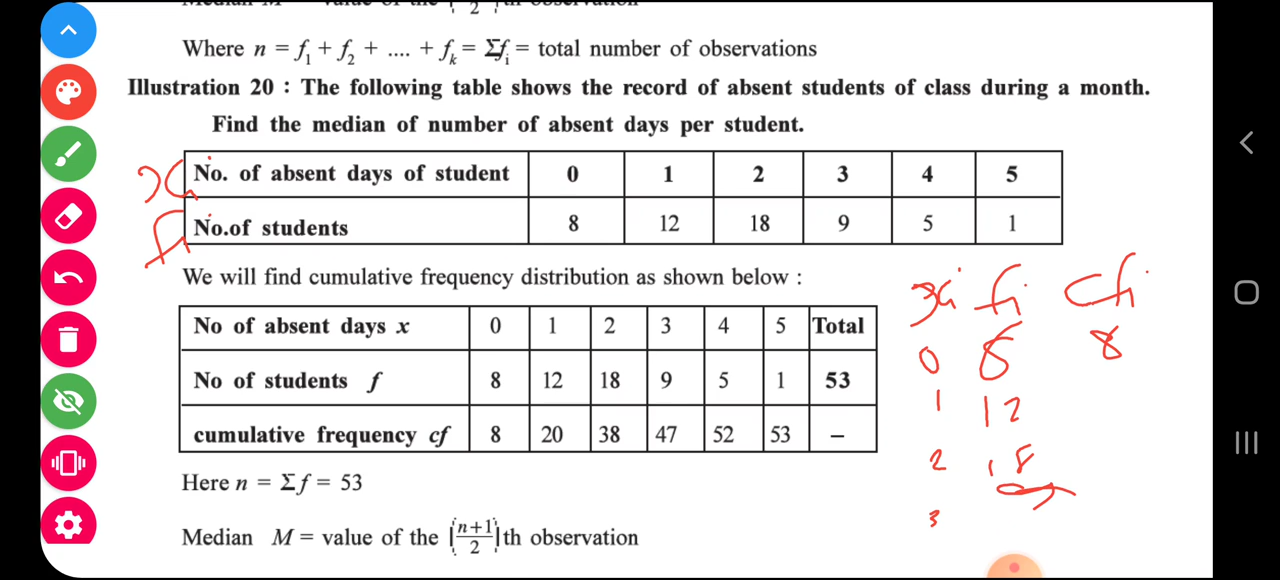 Where n = f₁ + f₂ + .... + fₖ = Σfᵢ = total number of observations
Illustration 20 : The following table shows the record of absent students of class during a month.
Find the median of number of absent days per student.
No. of absent days of student 0 1 2 3 4 5
No.of students 8 12 18 9 5 1
We will find cumulative frequency distribution as shown below :
No of absent days x 0 1 2 3 4 5 Total
No of students f 8 12 18 9 5 1 53
cumulative frequency cf 8 20 38 47 52 53 –
Here n = Σf = 53
Median M = value of the (n+1/2)th observation
xi fi cfi
0 8 8
1 12
2 18
3